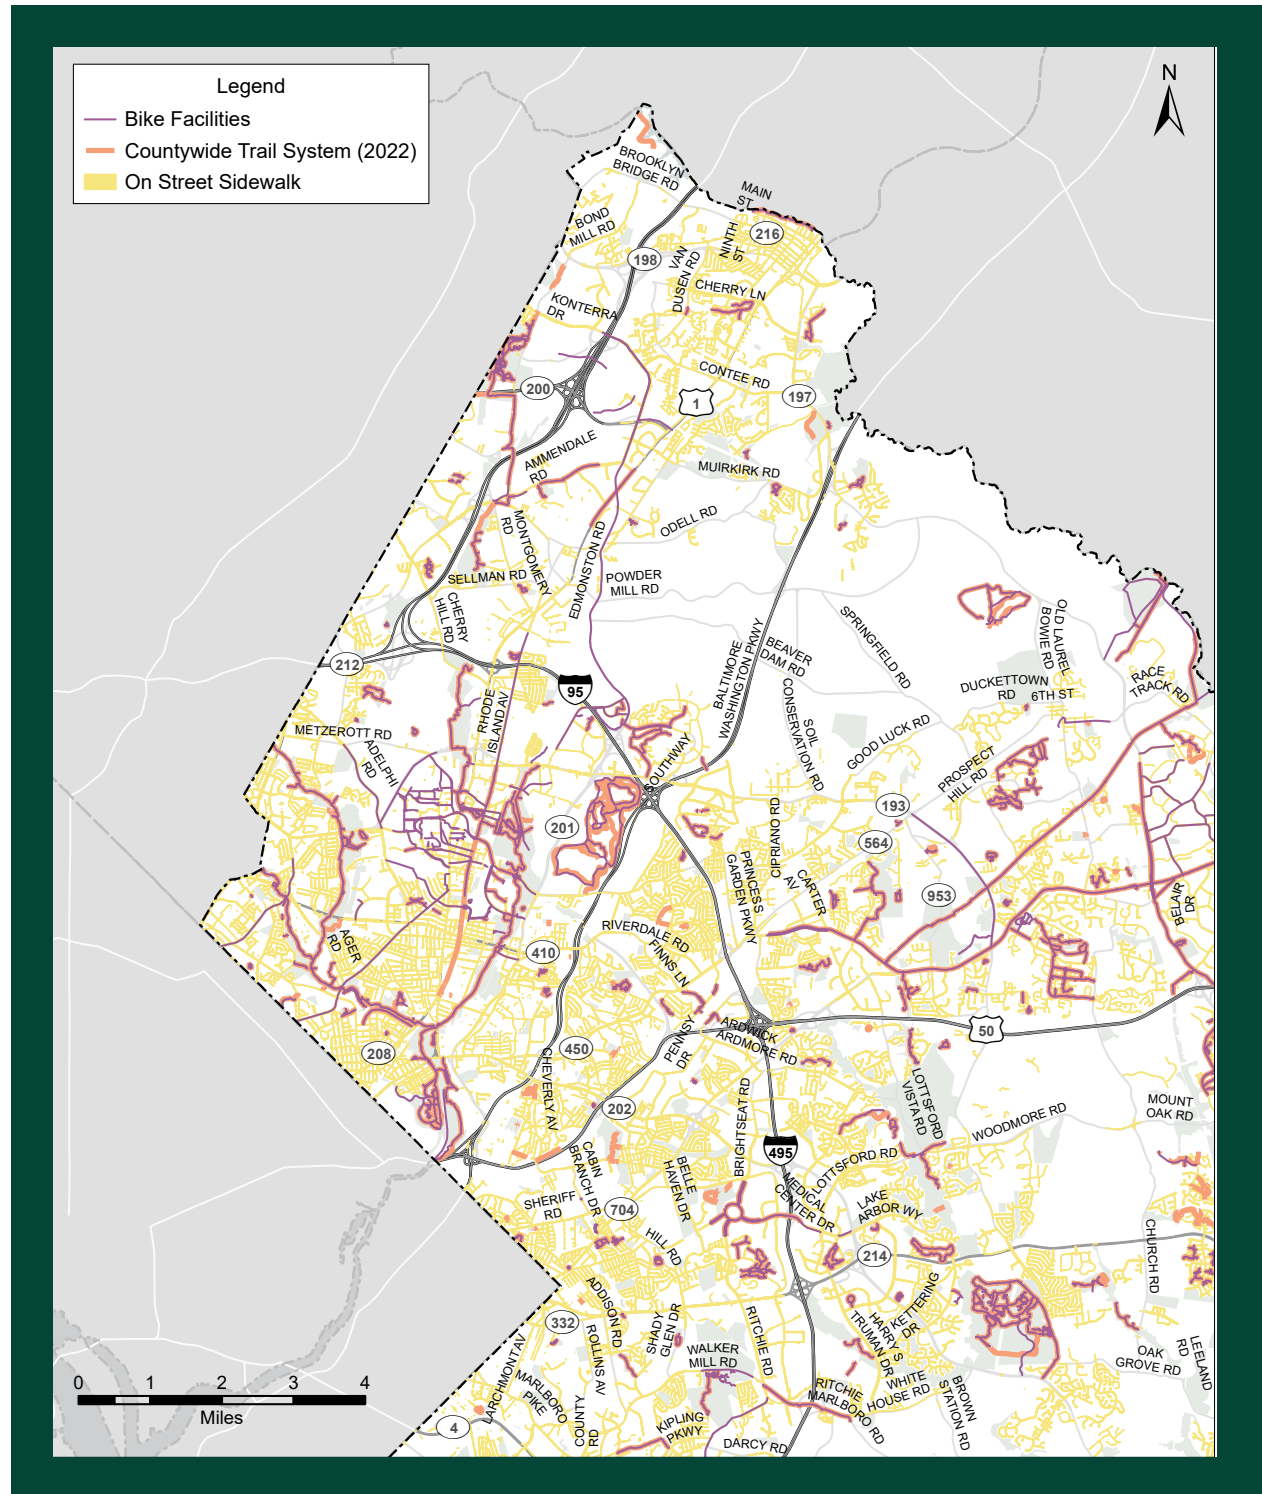 Legend
Bike Facilities
Countywide Trail System (2022)
On Street Sidewalk
N
BROOKLYN
BRIDGE RD
MAIN
ST
BOND
MILL RD
NINTH
ST
216
198
VAN
DUSEN RD
CHERRY LN
KONTERRA
DR
CONTEE RD
200
197
1
AMMENDALE
RD
MUIRKIRK RD
MONTGOMERY
RD
ODELL RD
EDMONSTON RD
SELLMAN RD
POWDER
MILL RD
CHERRY
HILL RD
SPRINGFIELD RD
OLD LAUREL
BOWIE RD
BEAVER
DAM RD
BALTIMORE
WASHINGTON PKWY
212
95
RACE
TRACK RD
DUCKETTOWN
RD
6TH ST
RHODE
ISLAND AV
CONSERVATION RD
SOIL
METZEROTT RD
ADELPHI
RD
GOOD LUCK RD
SOUTHWAY
PROSPECT
HILL RD
193
201
CIPRIANO RD
564
PRINCESS
GARDEN PKWY
CARTER
AV
953
BELAIR
DR
AGER
RD
RIVERDALE RD
410
FINNS LN
50
ARDWICK
ARDMORE RD
PENNSY
DR
208
450
CHEVERLY AV
LOTTSFORD
VISTA RD
BRIGHTSEAT RD
202
MOUNT
OAK RD
WOODMORE RD
495
CABIN
BRANCH DR
LOTTSFORD RD
BELLE
HAVEN DR
MEDICAL
CENTER DR
LAKE
ARBOR WY
SHERIFF
RD
704
CHURCH RD
HILL RD
214
ADDISON RD
KETTERING
DR
HARRY S
TRUMAN DR
SHADY
GLEN DR
RITCHIE RD
332
ROLLINS AV
LARCHMONT AV
WALKER
MILL RD
OAK
GROVE RD
LEELAND
RD
MARLBORO
PIKE
WHITE
HOUSE RD
RITCHIE
MARLBORO RD
BROWN
STATION RD
COUNTY
RD
KIPLING
PKWY
4
DARCY RD
0 1 2 3 4
Miles